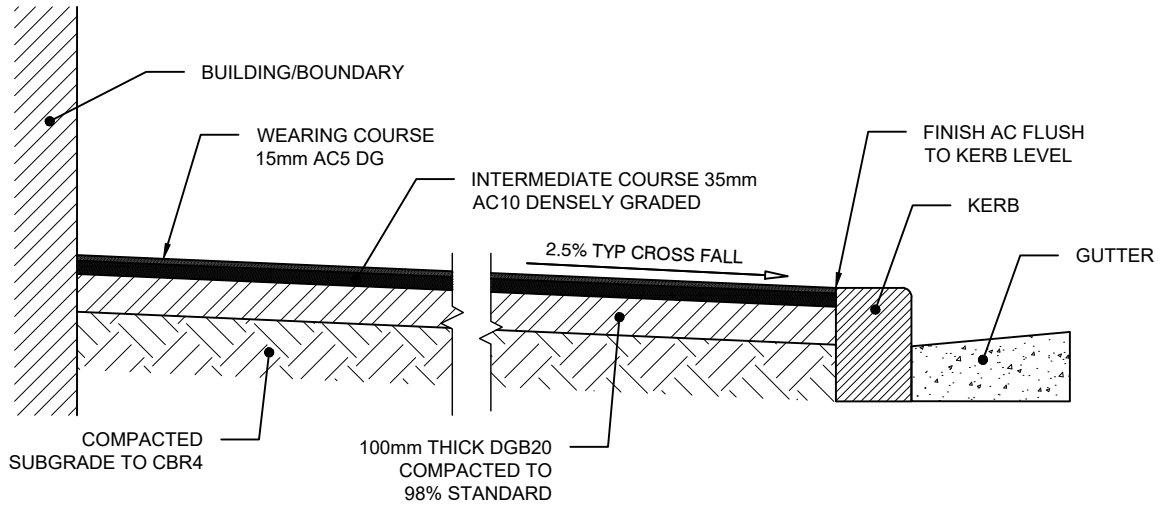 BUILDING/BOUNDARY
WEARING COURSE
15mm AC5 DG
INTERMEDIATE COURSE 35mm
AC10 DENSELY GRADED
2.5% TYP CROSS FALL
FINISH AC FLUSH
TO KERB LEVEL
KERB
GUTTER
COMPACTED
SUBGRADE TO CBR4
100mm THICK DGB20
COMPACTED TO
98% STANDARD